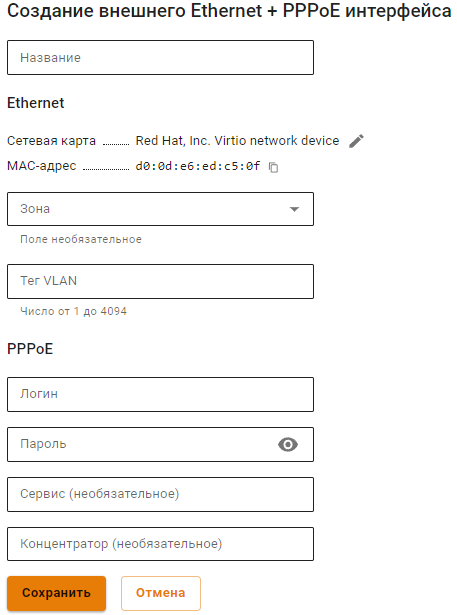 Создание внешнего Ethernet + PPPoE интерфейса
Название
Ethernet
Сетевая карта ........ Red Hat, Inc. Virtio network device
MAC-адрес .............. d0:0d:e6:ed:c5:0f
Зона
Поле необязательное
Тег VLAN
Число от 1 до 4094
PPPoE
Логин
Пароль
Сервис (необязательное)
Концентратор (необязательное)
Сохранить Отмена